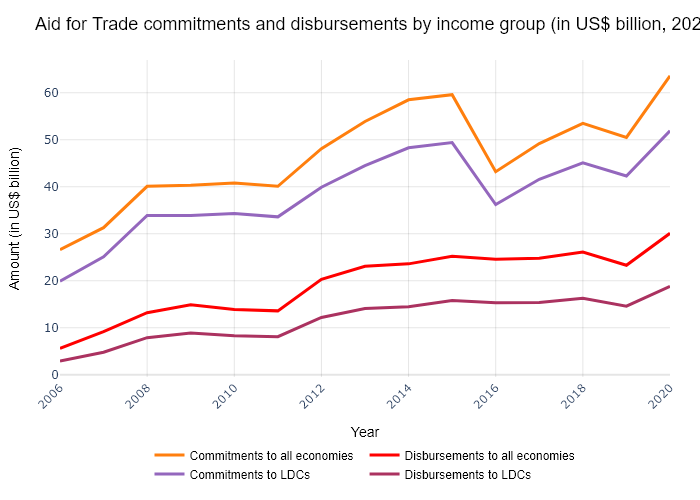 Aid for Trade commitments and disbursements by income group (in US$ billion, 202
Amount (in US$ billion)
60
50
40
30
20
10
0
2006 2008 2010 2012 2014 2016 2018 2020
Year
Commitments to all economies Disbursements to all economies
Commitments to LDCs Disbursements to LDCs